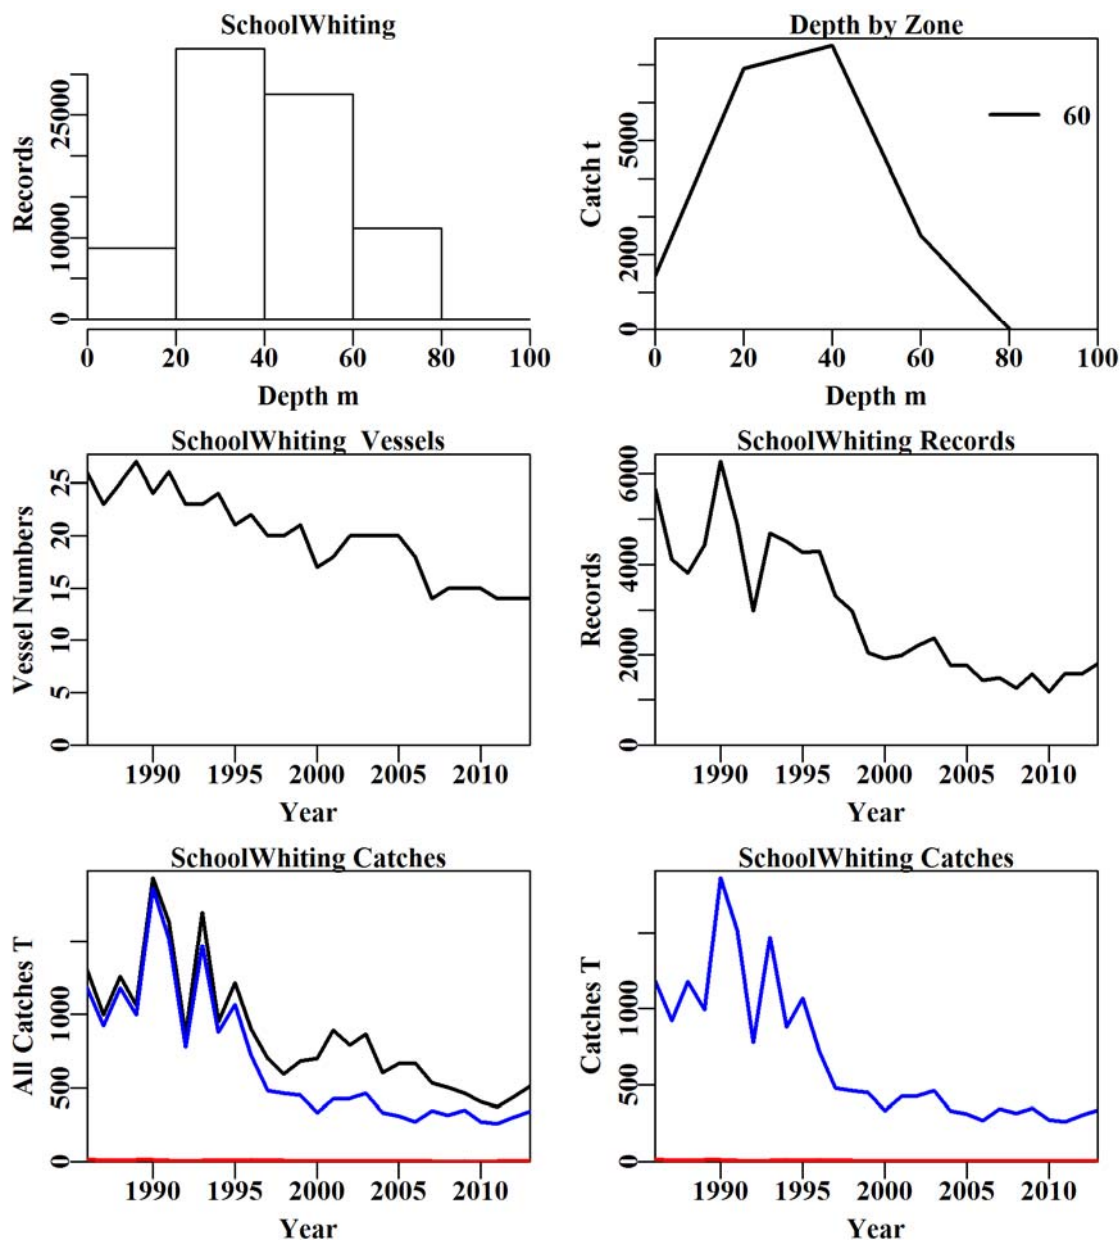 SchoolWhiting
Records
0
10000
25000
0 20 40 60 80 100
Depth m
Depth by Zone
Catch t
0
2000
5000
60
0 20 40 60 80 100
Depth m
SchoolWhiting Vessels
Vessel Numbers
0
5
10
15
20
25
1990 1995 2000 2005 2010
Year
SchoolWhiting Records
Records
0
2000
4000
6000
1990 1995 2000 2005 2010
Year
SchoolWhiting Catches
All Catches T
0
500
1000
1990 1995 2000 2005 2010
Year
SchoolWhiting Catches
Catches T
0
500
1000
1990 1995 2000 2005 2010
Year